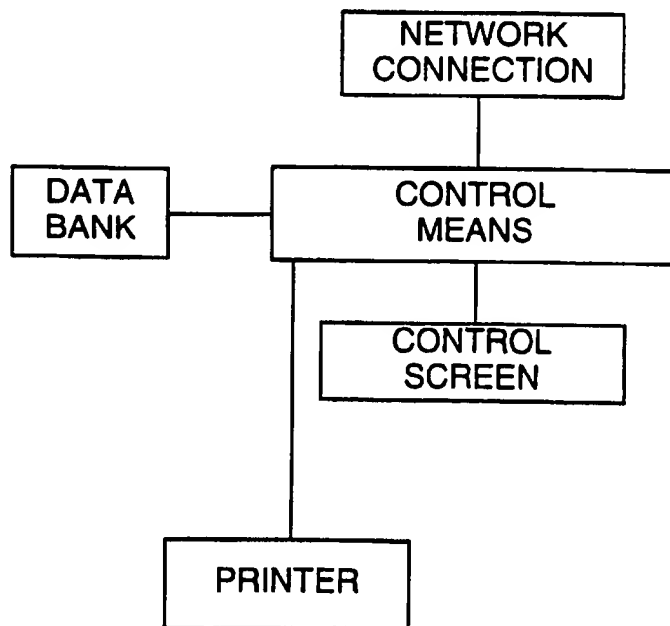 NETWORK
CONNECTION
DATA
BANK
CONTROL
MEANS
CONTROL
SCREEN
PRINTER